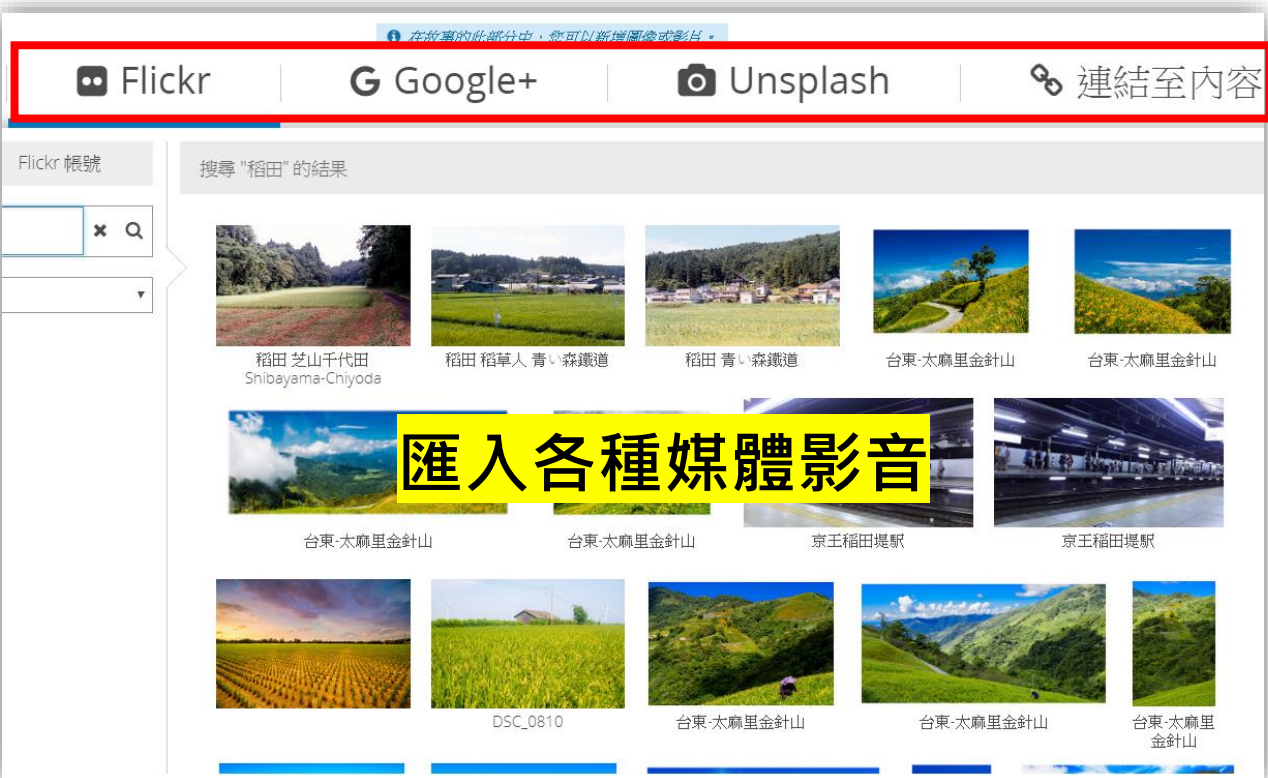 在故事的此部分中，您可以新增圖像或影片。
Flickr
Google+
Unsplash
連結至內容
Flickr 帳號
搜尋 "稻田" 的結果
稻田 芝山千代田
Shibayama-Chiyoda
稻田 稻草人 青い森鐵道
稻田 青い森鐵道
台東-太麻里金針山
台東-太麻里金針山
匯入各種媒體影音
台東-太麻里金針山
台東-太麻里金針山
京王稲田堤駅
京王稲田堤駅
DSC_0810
台東-太麻里金針山
台東-太麻里金針山
台東-太麻里
金針山